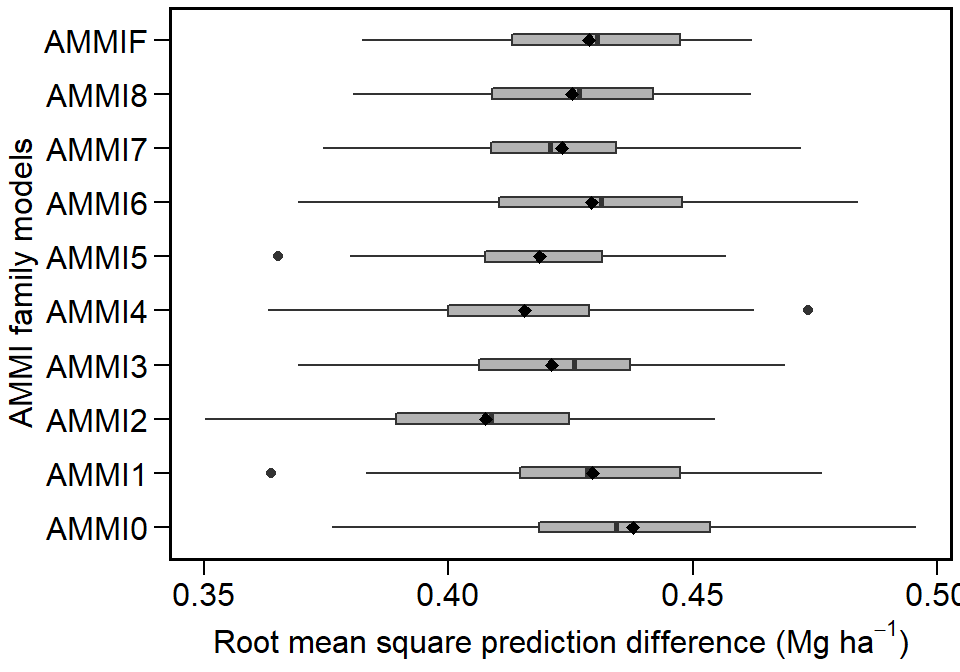 AMMI family models
AMMIF
AMMI8
AMMI7
AMMI6
AMMI5
AMMI4
AMMI3
AMMI2
AMMI1
AMMI0
0.35 0.40 0.45 0.50
Root mean square prediction difference (Mg ha⁻¹)